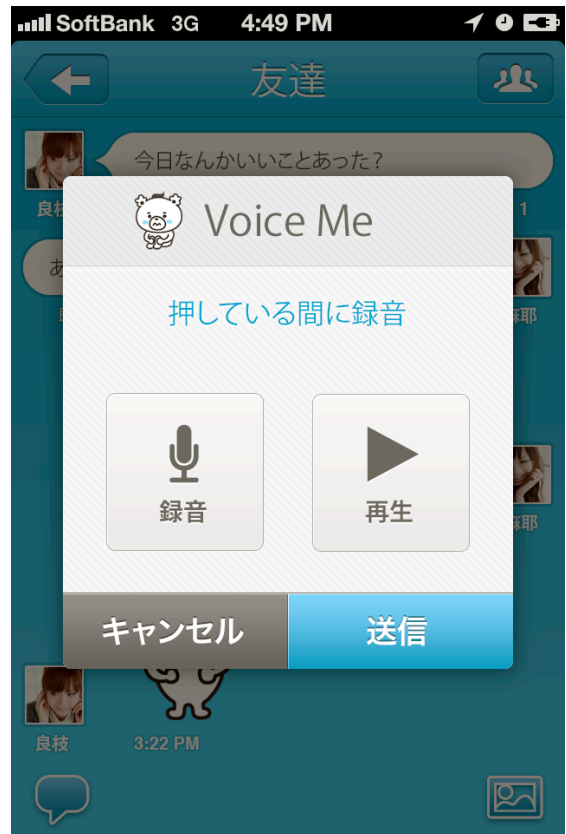 SoftBank 3G 4:49 PM
友達
今日なんかいいことあった?
良枝
1
あ
Voice Me
押している間に録音
録音
再生
キャンセル
送信
良枝
3:22 PM